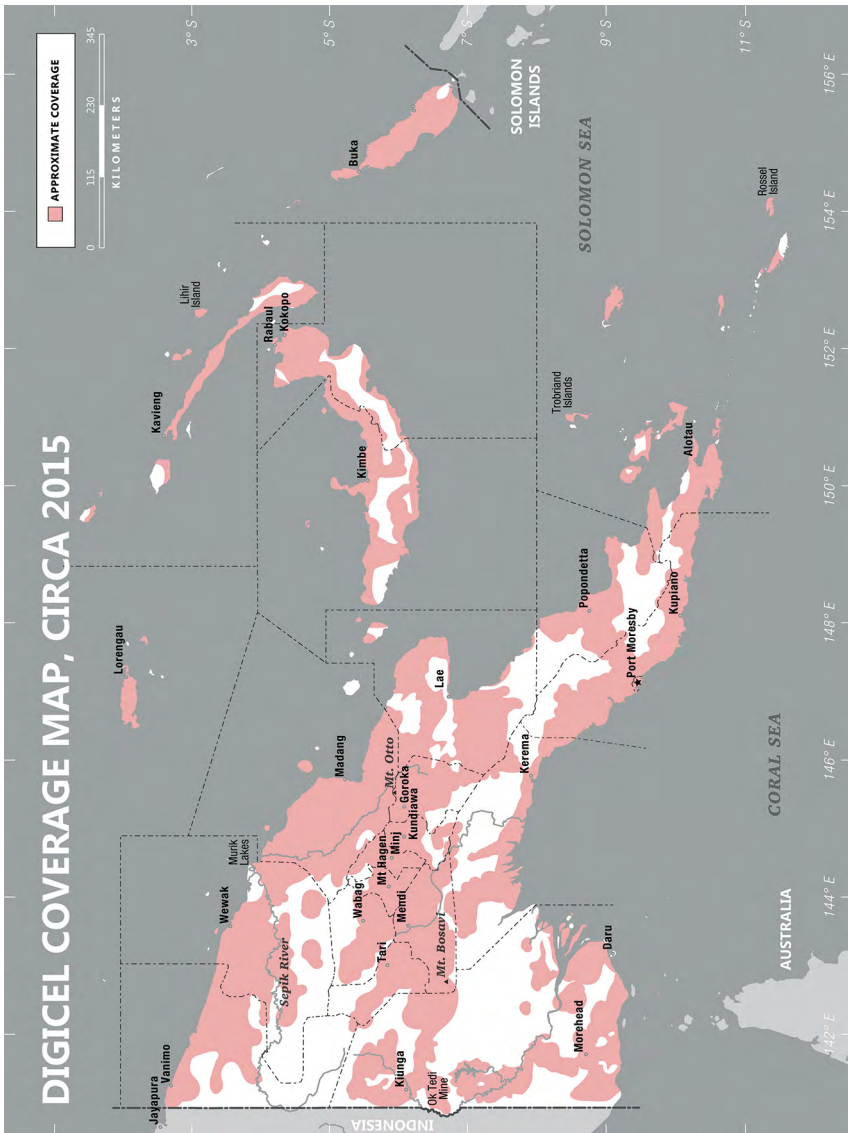 DIGICEL COVERAGE MAP, CIRCA 2015
APPROXIMATE COVERAGE
0 115 230 345
KILOMETERS
3° S
5° S
7° S
9° S
11° S
142° E
144° E
146° E
148° E
150° E
152° E
154° E
156° E
Jayapura
Vanimo
Wewak
Murik
Lakes
Sepik River
Lorengau
Kavieng
Lihir
Island
Rabaul
Kokopo
Buka
Kimbe
Madang
Mt. Otto
Goroka
Kundiawa
Minj
Mt Hagen
Wabag
Mendi
Tari
Mt. Bosavi
Kiunga
Ok Tedi
Mine
INDONESIA
Lae
Kerema
Popondetta
Port Moresby
Kupiano
Alotau
Trobriand
Islands
Rossel
Island
SOLOMON
ISLANDS
SOLOMON SEA
CORAL SEA
Daru
Morehead
AUSTRALIA